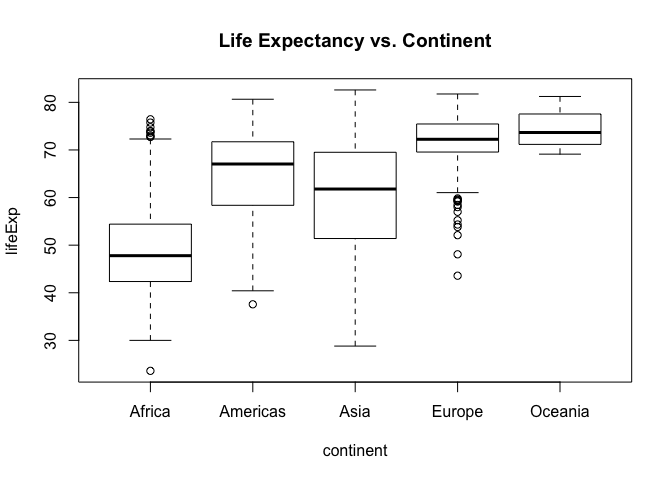 Life Expectancy vs. Continent
lifeExp
80
70
60
50
40
30
Africa Americas Asia Europe Oceania
continent